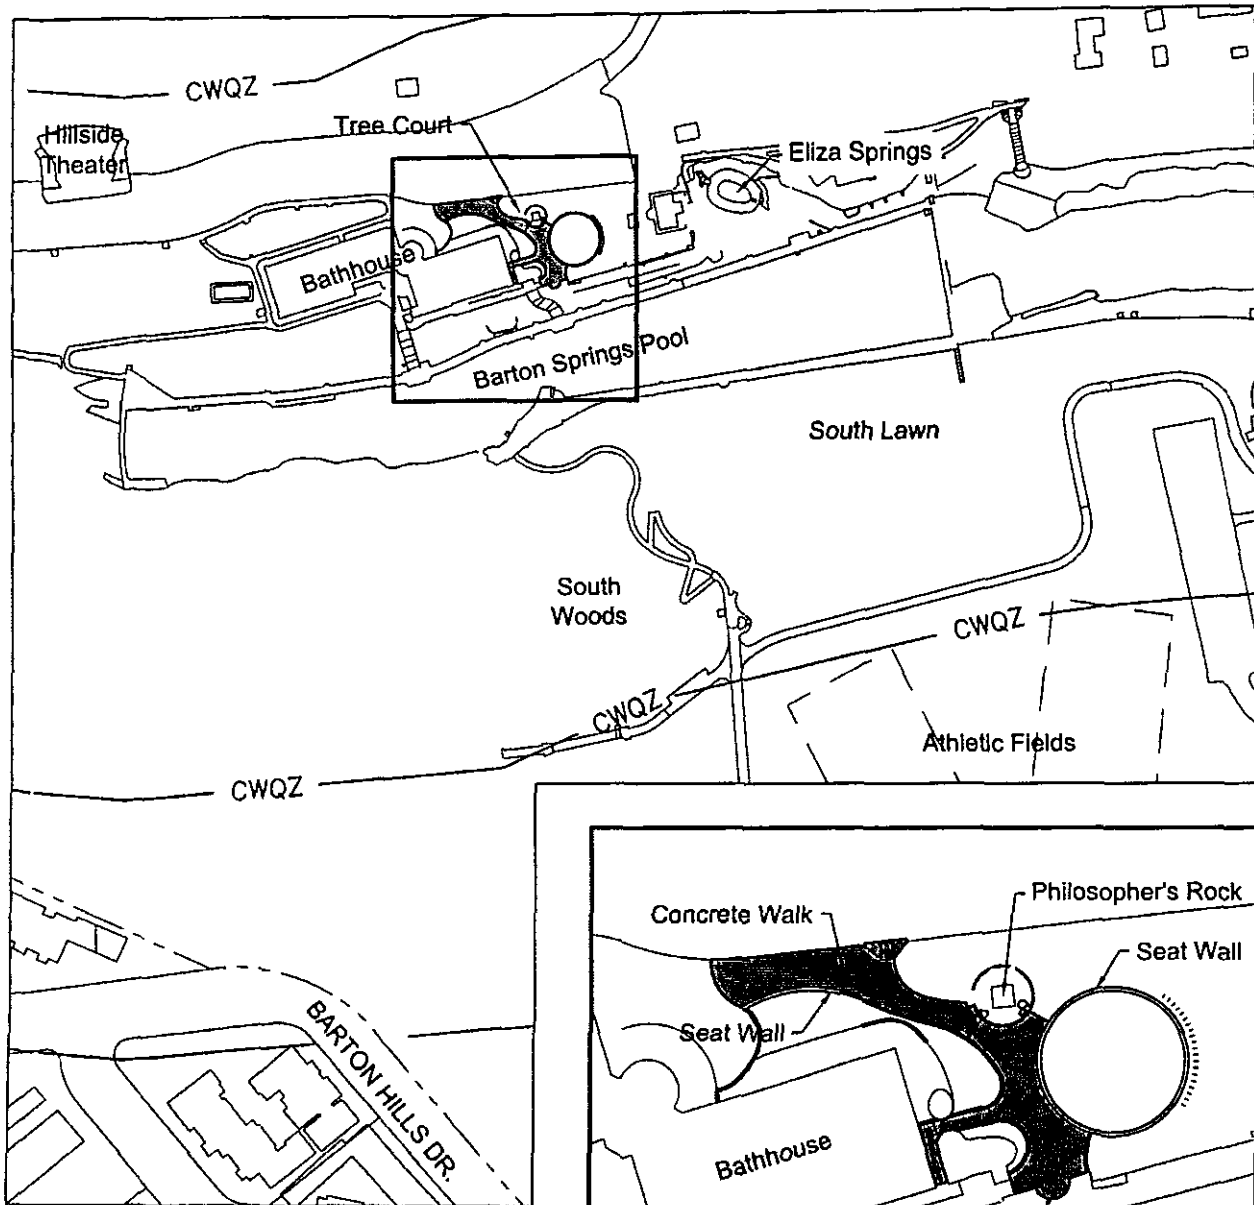 CWQZ
Tree Court
Hillside
Theater
Eliza Springs
Bathhouse
Barton Springs Pool
South Lawn
South
Woods
CWQZ
CWQZ
Athletic Fields
CWQZ
BARTON HILLS DR.
Philosopher's Rock
Concrete Walk
Seat Wall
Seat Wall
Bathhouse